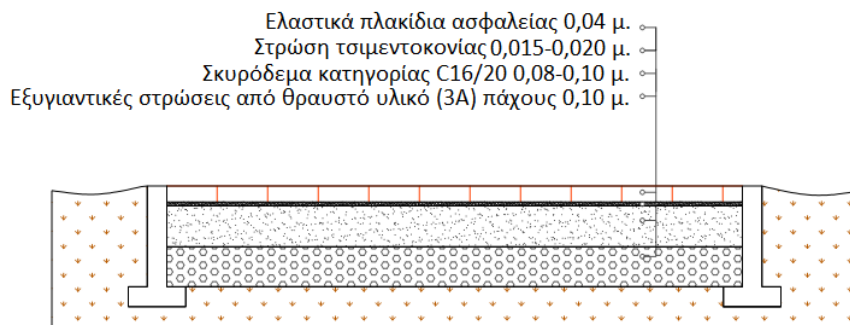 Ελαστικά πλακίδια ασφαλείας 0,04 μ.
Στρώση τσιμεντοκονίας 0,015-0,020 μ.
Σκυρόδεμα κατηγορίας C16/20 0,08-0,10 μ.
Εξυγιαντικές στρώσεις από θραυστό υλικό (3Α) πάχους 0,10 μ.